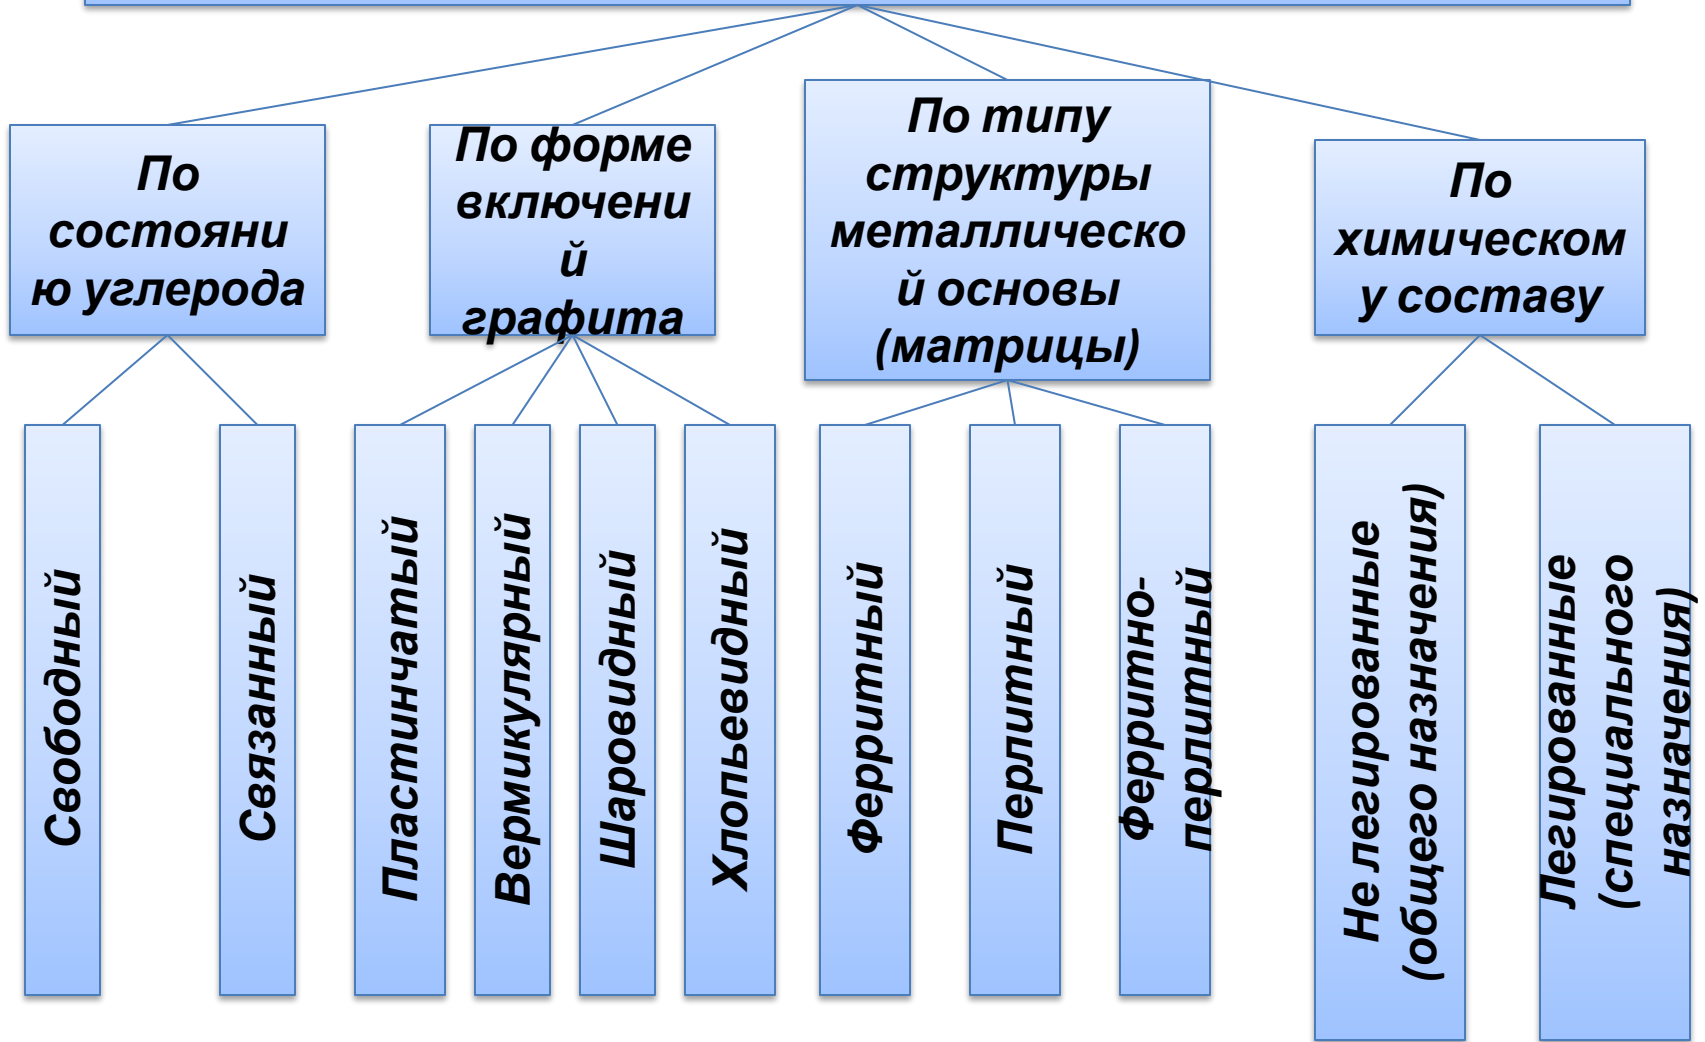 По
состояни
ю углерода
По форме
включени
й
графита
По типу
структуры
металлическо
й основы
(матрицы)
По
химическом
у составу
Свободный
Связанный
Пластинчатый
Вермикулярный
Шаровидный
Хлопьевидный
Ферритный
Перлитный
Ферритно-
перлитный
Не легированные
(общего назначения)
Легированные
(специального
назначения)